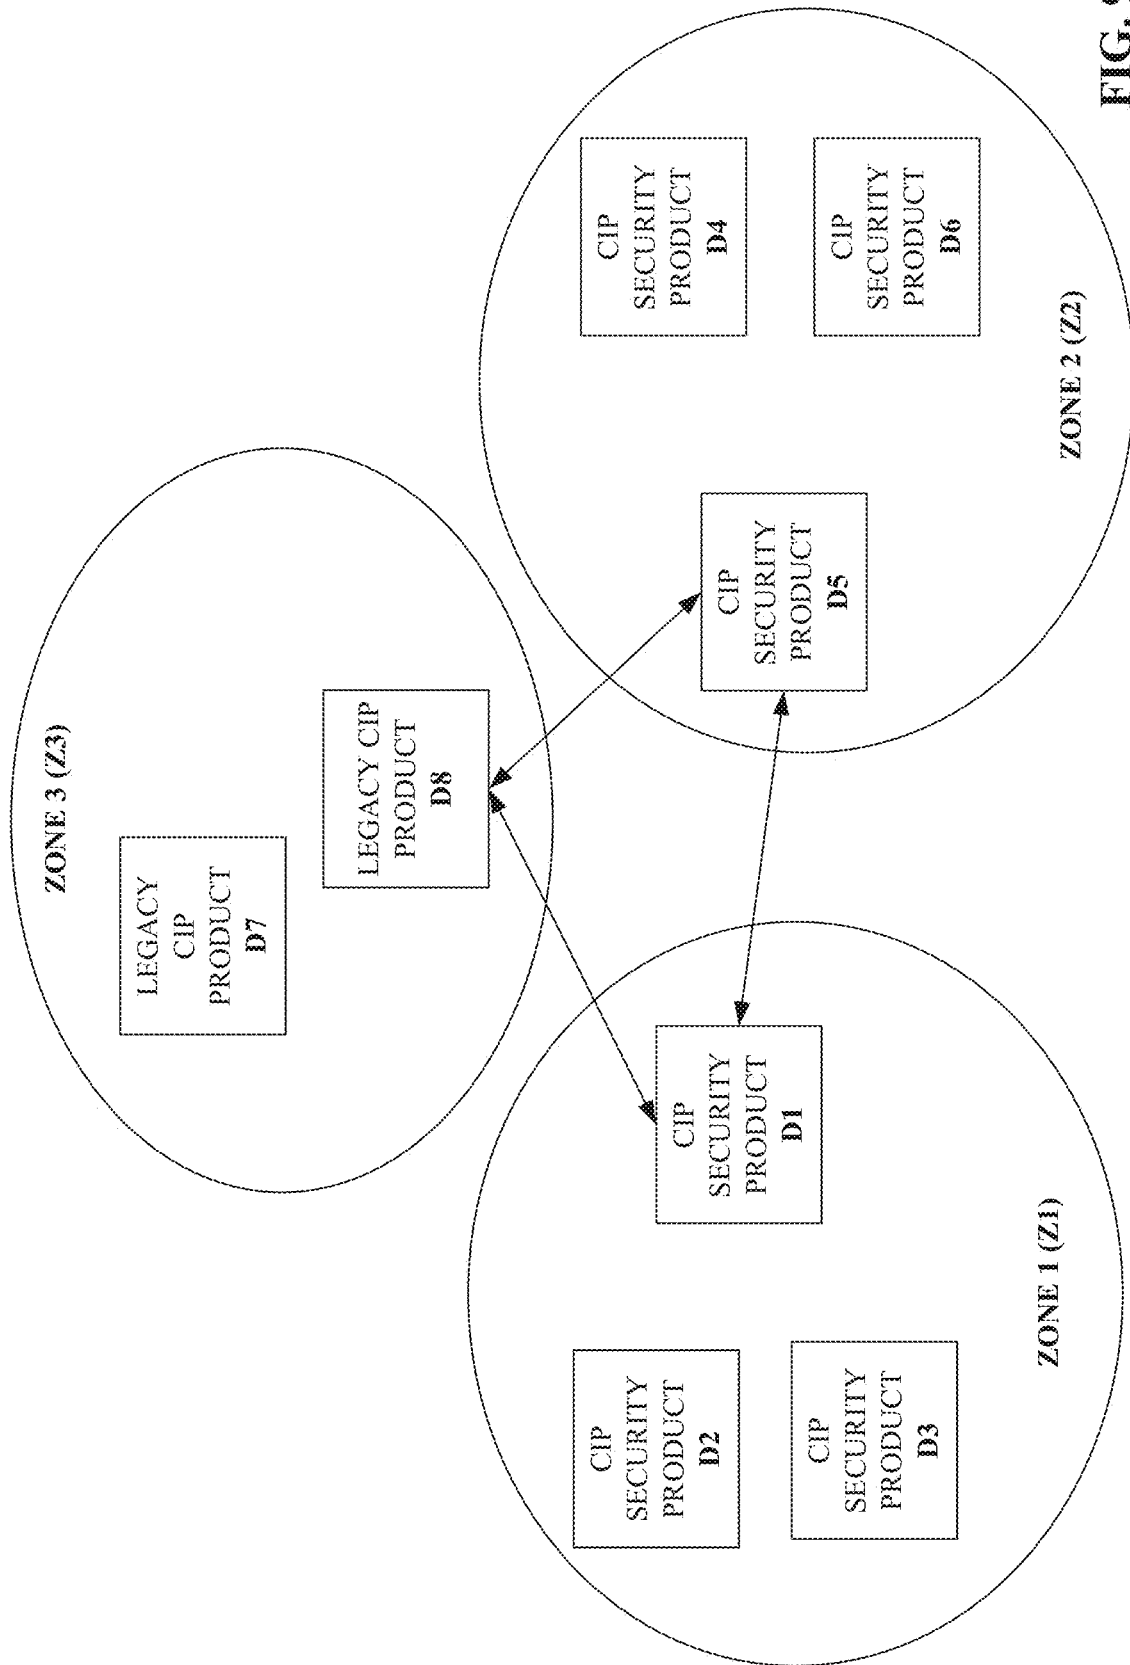 ZONE 3 (Z3)
LEGACY
CIP
PRODUCT
D7
LEGACY CIP
PRODUCT
D8
CIP
SECURITY
PRODUCT
D2
CIP
SECURITY
PRODUCT
D1
CIP
SECURITY
PRODUCT
D3
ZONE 1 (Z1)
CIP
SECURITY
PRODUCT
D5
CIP
SECURITY
PRODUCT
D4
CIP
SECURITY
PRODUCT
D6
ZONE 2 (Z2)
FIG.